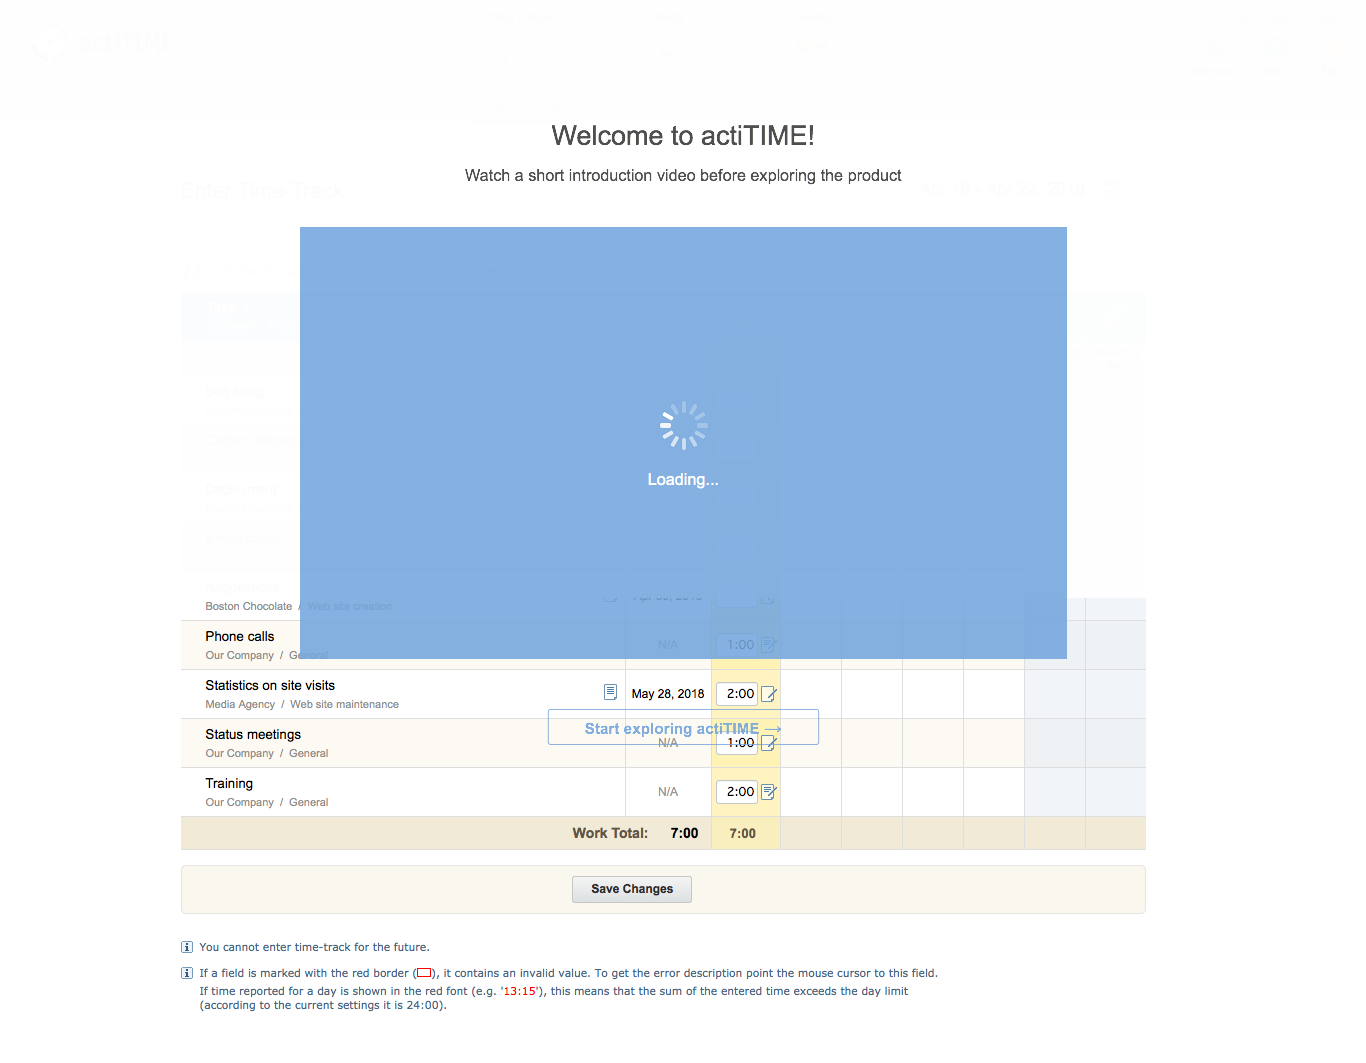 actiTIME
Welcome to actiTIME!
Watch a short introduction video before exploring the product
Enter Time-Track
Loading...
Boston Chocolate / Web site creation
Phone calls
N/A 1:00
Our Company / General
Statistics on site visits
May 28, 2018 2:00
Media Agency / Web site maintenance
Start exploring actiTIME →
Status meetings
N/A 1:00
Our Company / General
Training
N/A 2:00
Our Company / General
Work Total: 7:00 7:00
Save Changes
You cannot enter time-track for the future.
If a field is marked with the red border ( ), it contains an invalid value. To get the error description point the mouse cursor to this field.
If time reported for a day is shown in the red font (e.g. '13:15'), this means that the sum of the entered time exceeds the day limit
(according to the current settings it is 24:00).